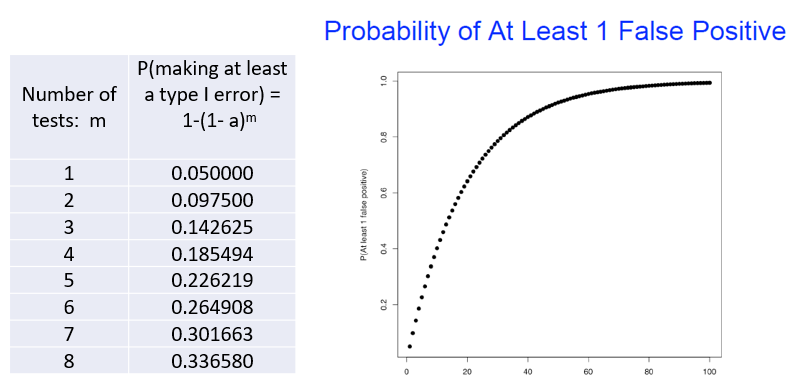 Probability of At Least 1 False Positive
Number of tests: m
P(making at least a type I error) = 1-(1- a)ᵐ
1 0.050000
2 0.097500
3 0.142625
4 0.185494
5 0.226219
6 0.264908
7 0.301663
8 0.336580
P(At least 1 false positive)
1.0
0.8
0.6
0.4
0.2
0 20 40 60 80 100